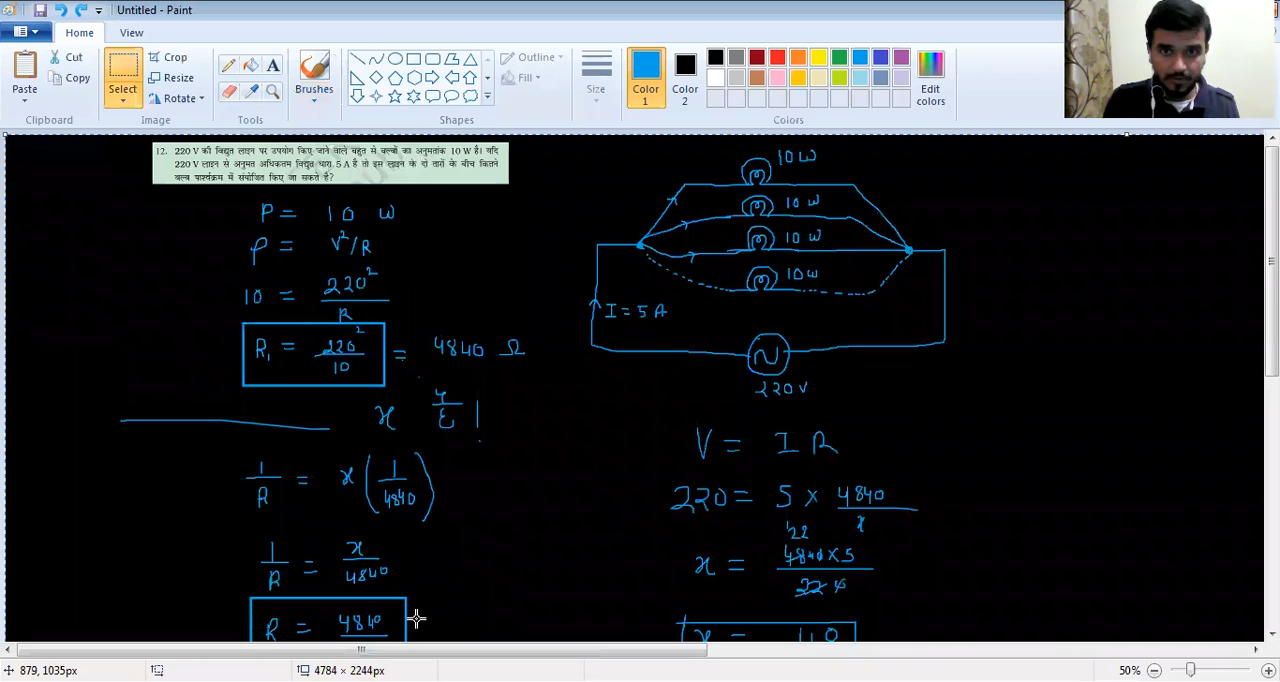 Untitled - Paint
Home View
Paste
Cut
Copy
Clipboard
Select
Crop
Resize
Rotate
Image
Tools
Brushes
Outline
Fill
Shapes
Size
Color 1
Color 2
Edit colors
Colors
12. 220 V की विद्युत लाइन पर उपयोग किए जाने वाले बहुत से बल्बों का अनुमतांक 10 W है। यदि
220 V लाइन से अनुमत अधिकतम विद्युत धारा 5 A है तो इस लाइन के दो तारों के बीच कितने
बल्ब पार्श्वक्रम में संयोजित किए जा सकते है?
P = 10 W
P = V²/R
10 = 220²/R
R₁ = 220²/10 = 4840 Ω
x
1/R = x (1/4840)
1/R = x/4840
R = 4840
10 W
10 W
10 W
10 W
I = 5 A
220 V
V = I R
220 = 5 × 4840/x
22
x = 4840×5/220
x = 110
879, 1035px
4784 × 2244px
50%